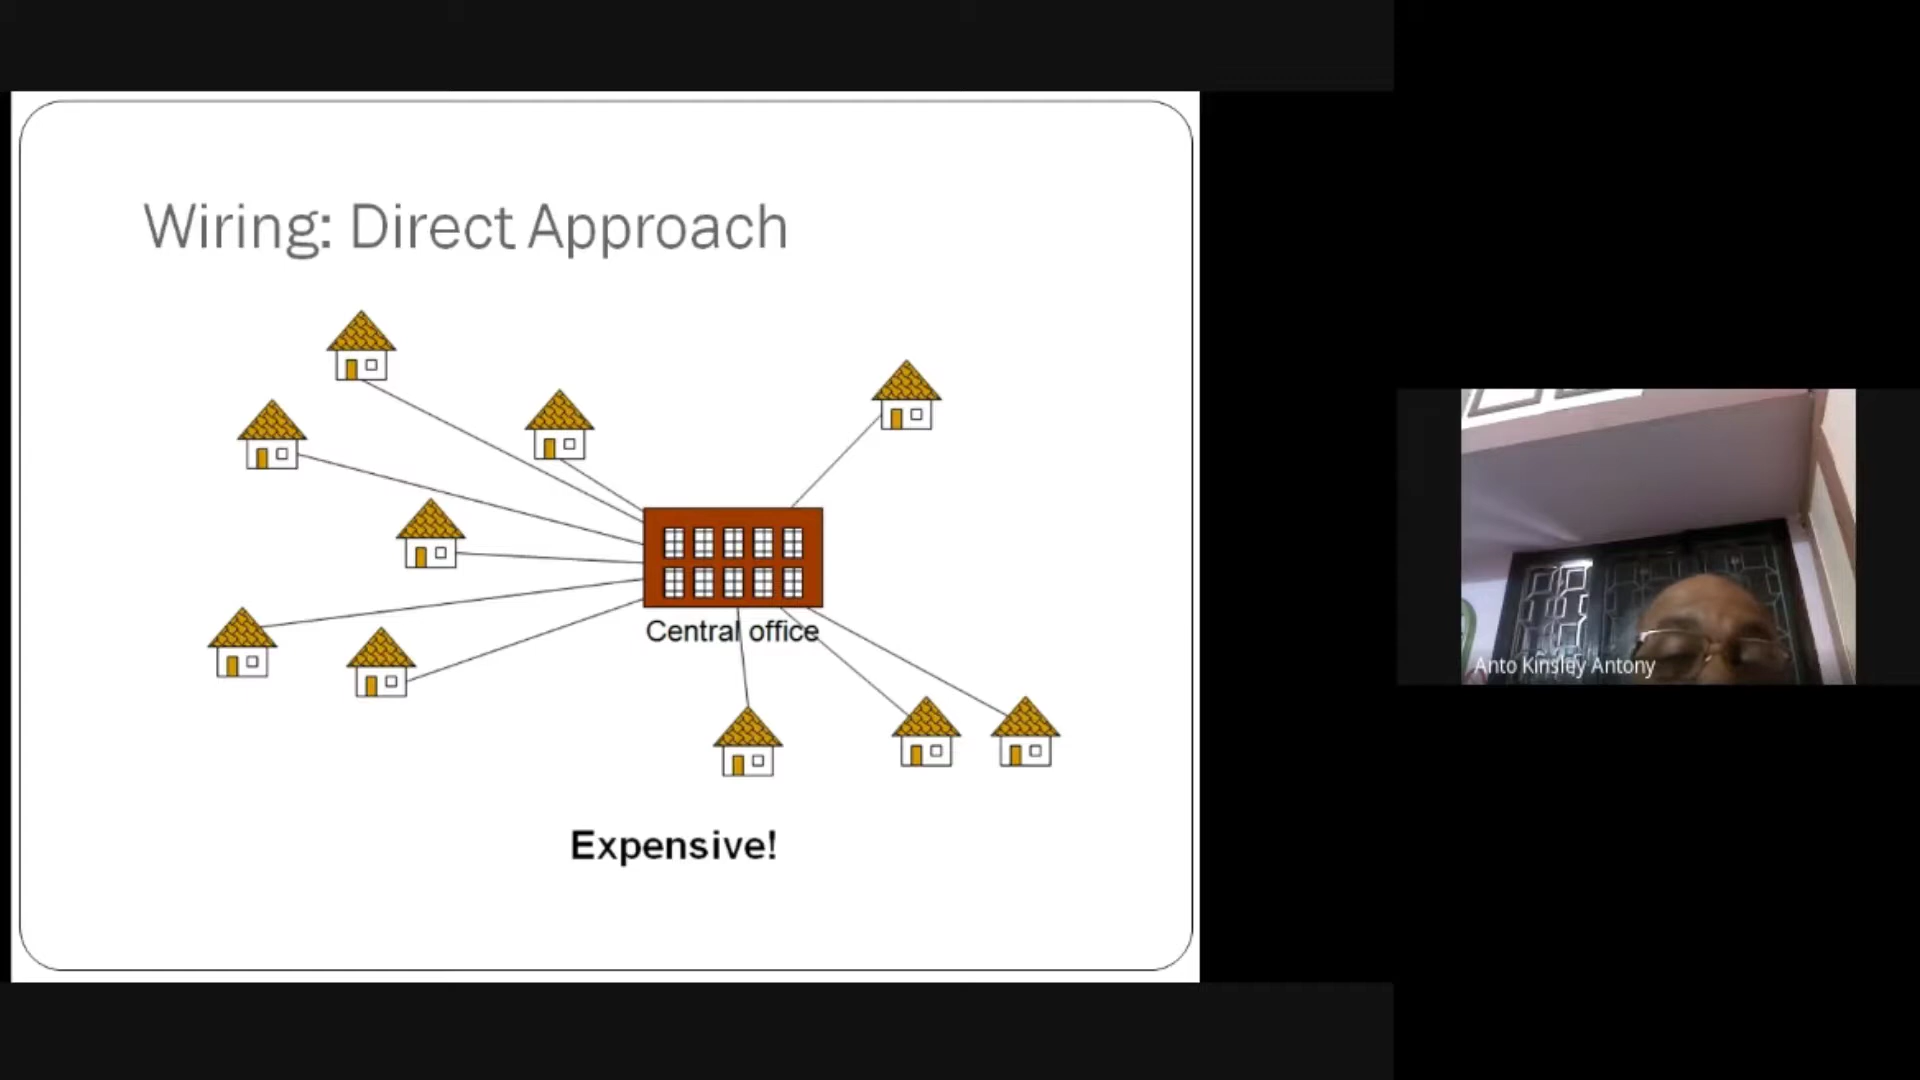 Wiring: Direct Approach
Central office
Expensive!
Anto Kinsley Antony